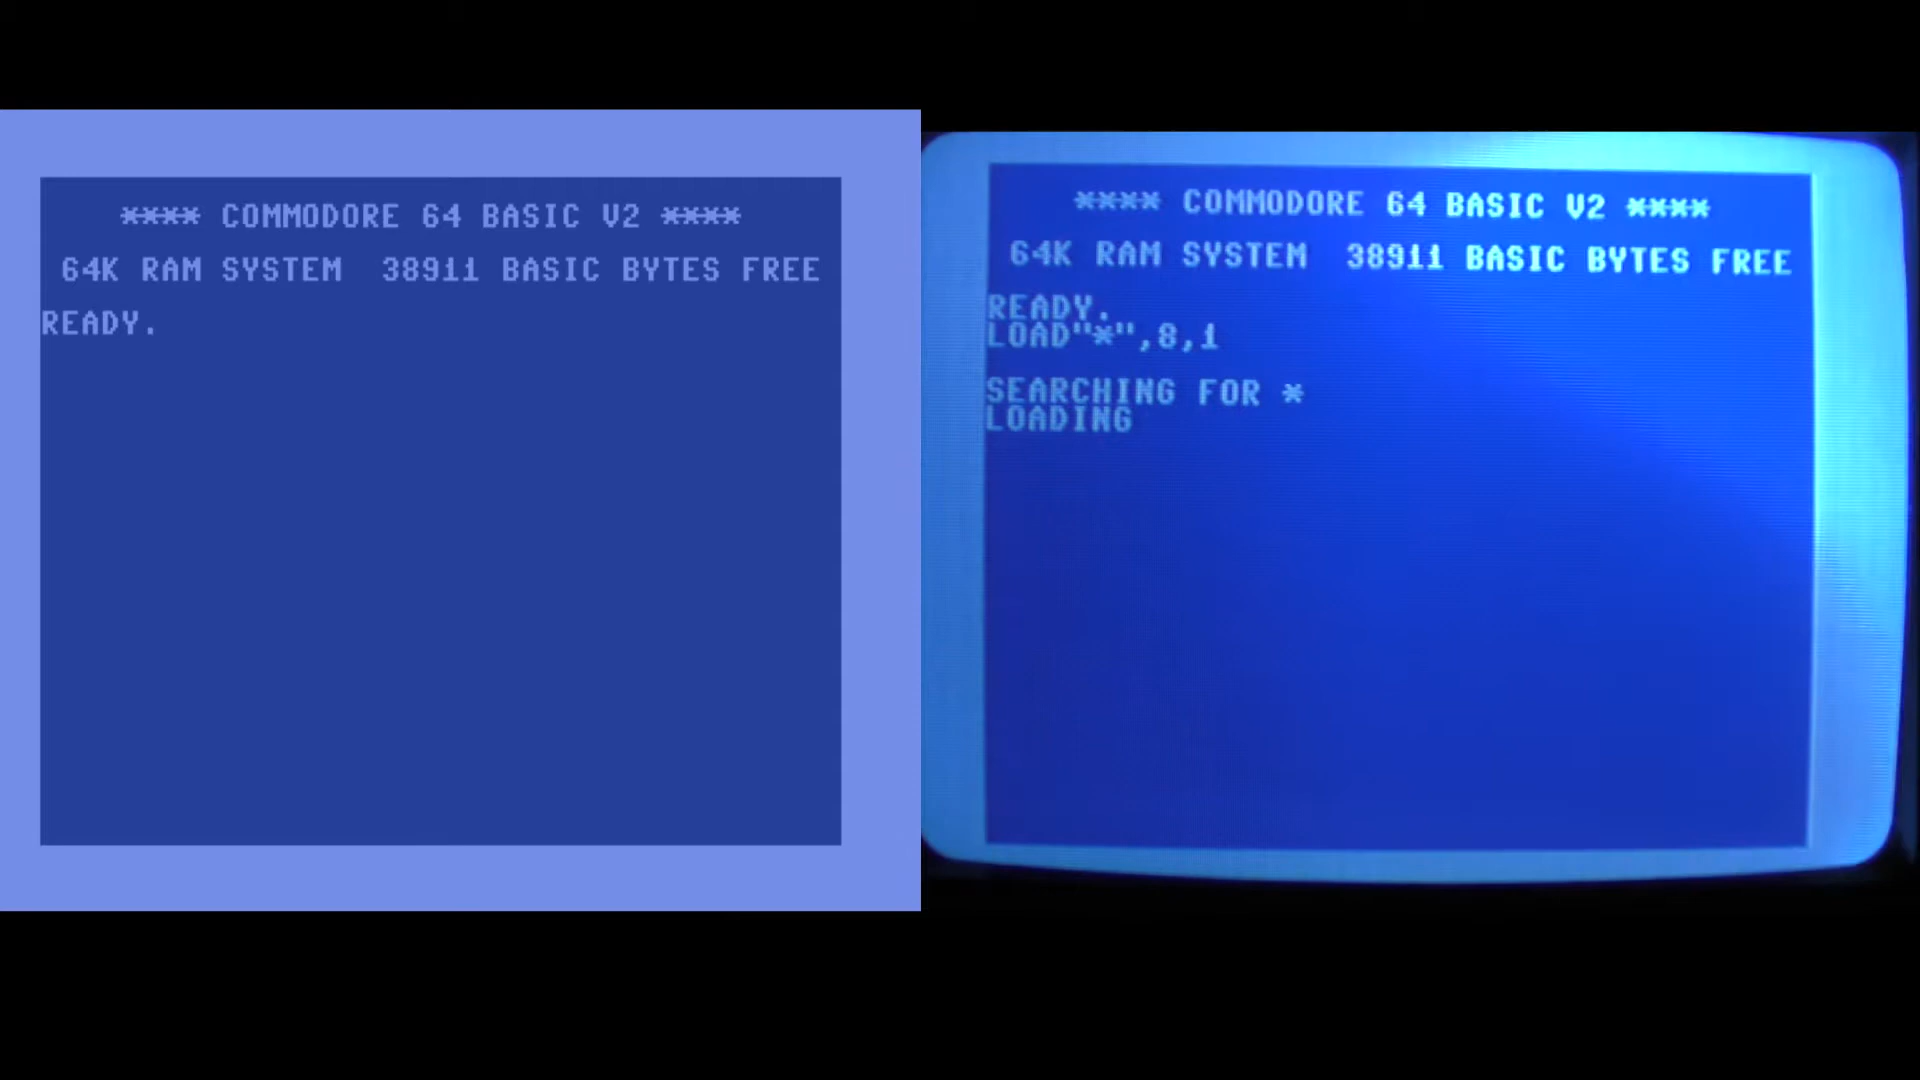 **** COMMODORE 64 BASIC V2 ****
64K RAM SYSTEM  38911 BASIC BYTES FREE
READY.
**** COMMODORE 64 BASIC V2 ****
64K RAM SYSTEM  38911 BASIC BYTES FREE
READY.
LOAD"*",8,1
SEARCHING FOR *
LOADING